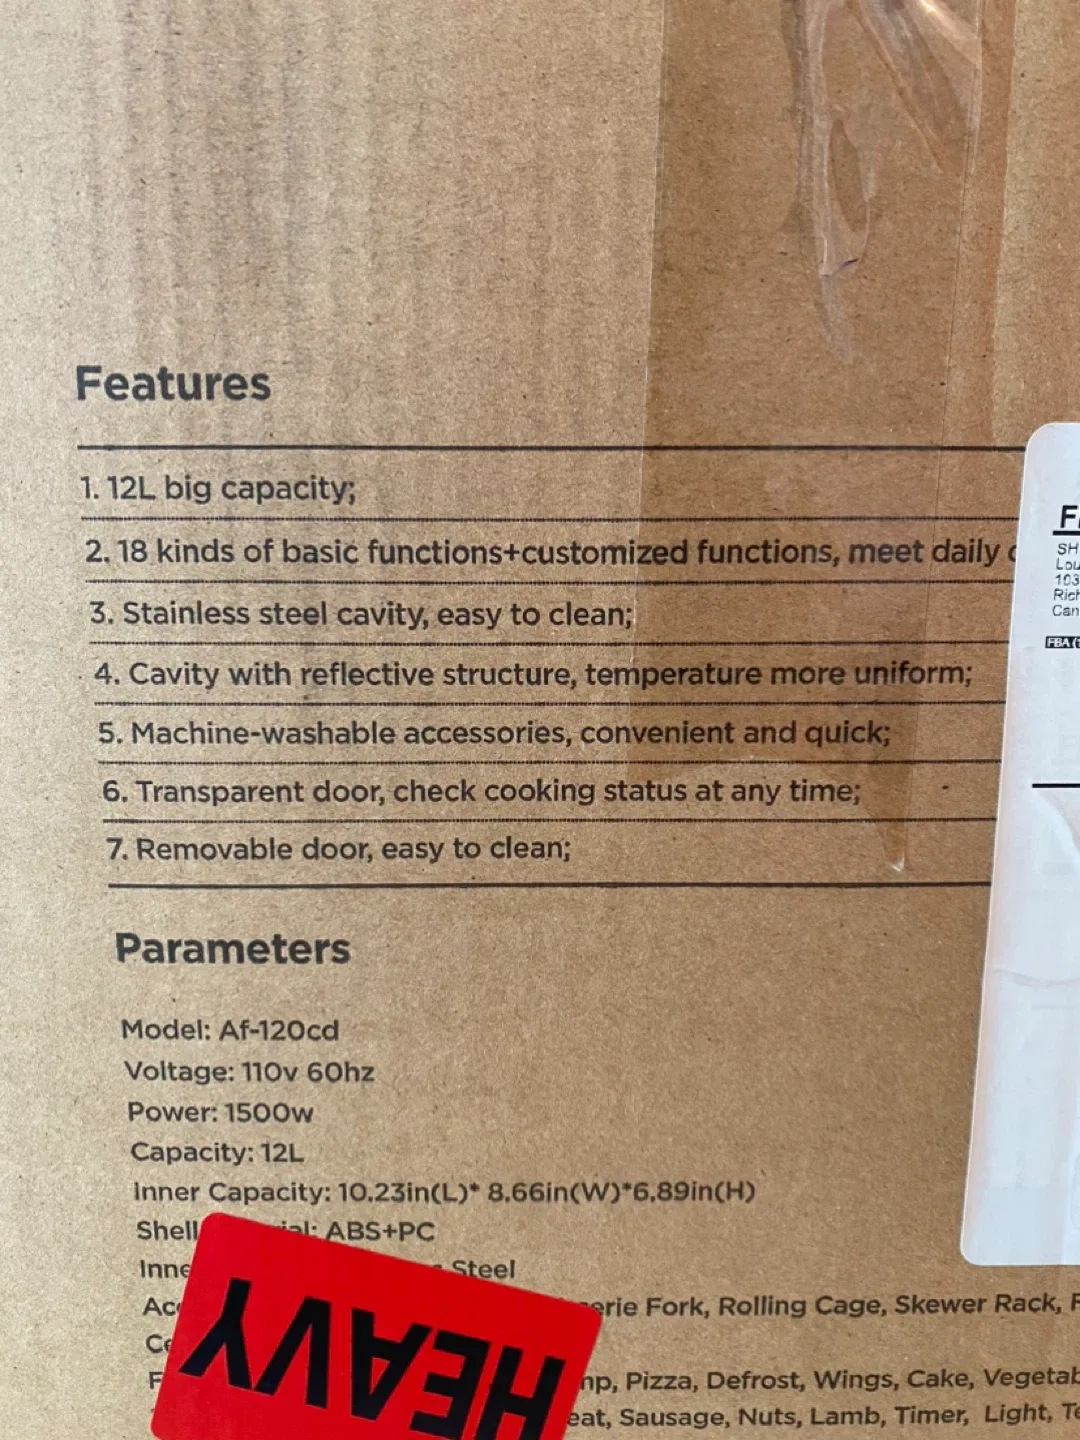 Features
1. 12L big capacity;
2. 18 kinds of basic functions+customized functions, meet daily
3. Stainless steel cavity, easy to clean;
4. Cavity with reflective structure, temperature more uniform;
5. Machine-washable accessories, convenient and quick;
6. Transparent door, check cooking status at any time;
7. Removable door, easy to clean;
Parameters
Model: Af-120cd
Voltage: 110v 60hz
Power: 1500w
Capacity: 12L
Inner Capacity: 10.23in(L)* 8.66in(W)*6.89in(H)
Shell ABS+PC
Steel
Fork, Rolling Cage, Skewer Rack,
Pizza, Defrost, Wings, Cake,
Sausage, Nuts, Lamb, Timer, Light,
HEAVY
SH
103
FBA